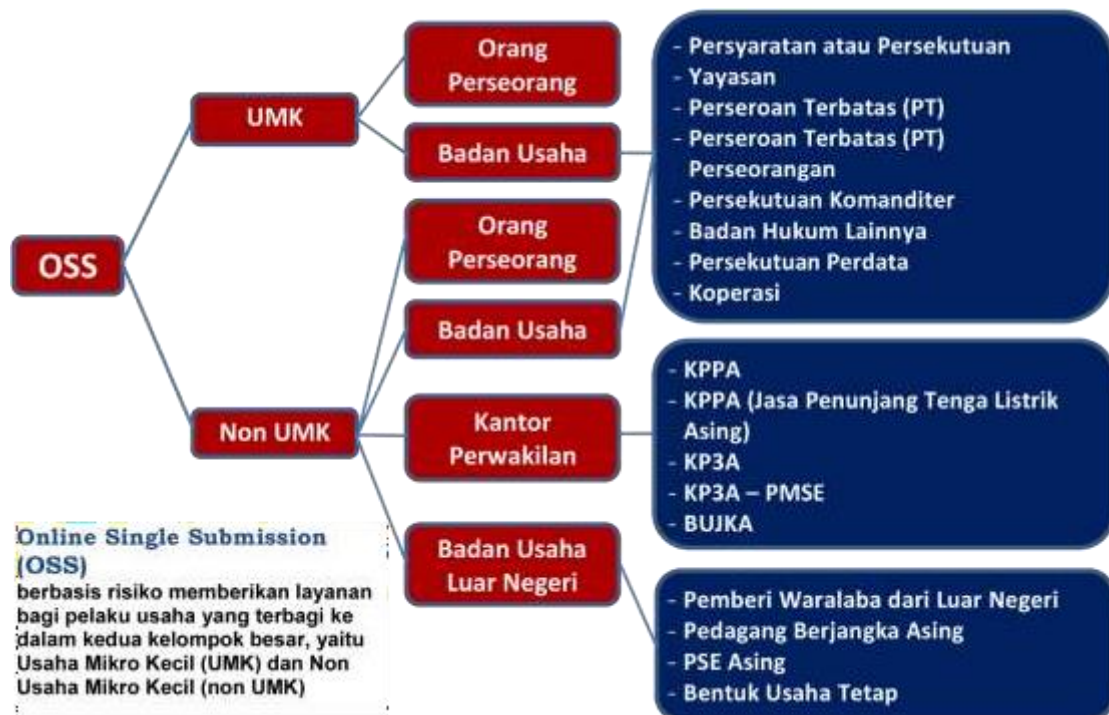 OSS
UMK
Non UMK
Orang
Perseorang
Badan Usaha
Orang
Perseorang
Badan Usaha
Kantor
Perwakilan
Badan Usaha
Luar Negeri
- Persyaratan atau Persekutuan
- Yayasan
- Perseroan Terbatas (PT)
- Perseroan Terbatas (PT)
Perseorangan
- Persekutuan Komanditer
- Badan Hukum Lainnya
- Persekutuan Perdata
- Koperasi
- KPPA
- KPPA (Jasa Penunjang Tenga Listrik
Asing)
- KP3A
- KP3A – PMSE
- BUJKA
- Pemberi Waralaba dari Luar Negeri
- Pedagang Berjangka Asing
- PSE Asing
- Bentuk Usaha Tetap
Online Single Submission
(OSS)
berbasis risiko memberikan layanan
bagi pelaku usaha yang terbagi ke
dalam kedua kelompok besar, yaitu
Usaha Mikro Kecil (UMK) dan Non
Usaha Mikro Kecil (non UMK)